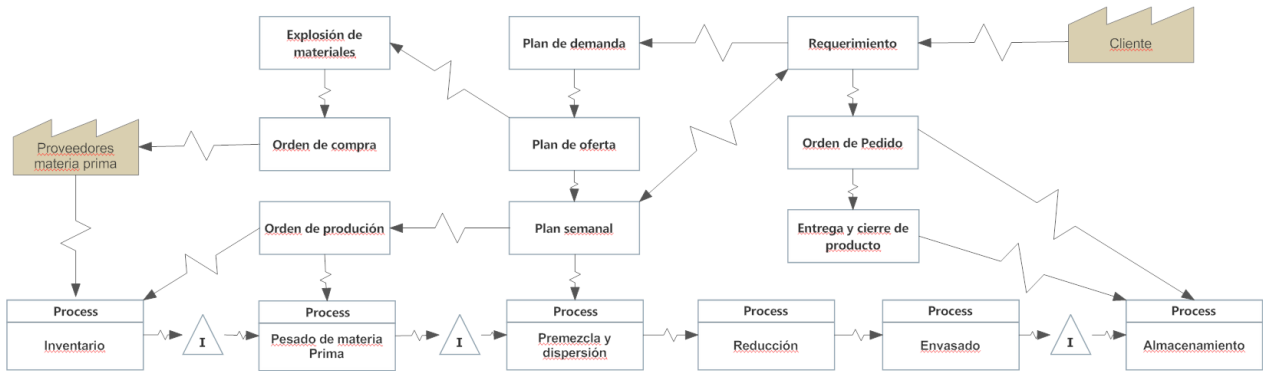 Explosión de
materiales
Plan de demanda
Requerimiento
Cliente
Proveedores
materia prima
Orden de compra
Plan de oferta
Orden de Pedido
Orden de produción
Plan semanal
Entrega y cierre de
producto
Process
Inventario
I
Process
Pesado de materia
Prima
I
Process
Premezcla y
dispersión
Process
Reducción
Process
Envasado
I
Process
Almacenamiento